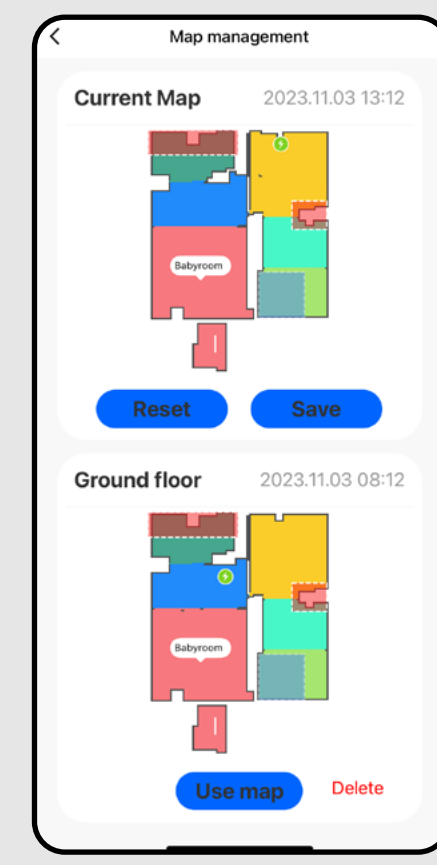 Map management
Current Map 2023.11.03 13:12
Babyroom
Reset Save
Ground floor 2023.11.03 08:12
Babyroom
Use map Delete